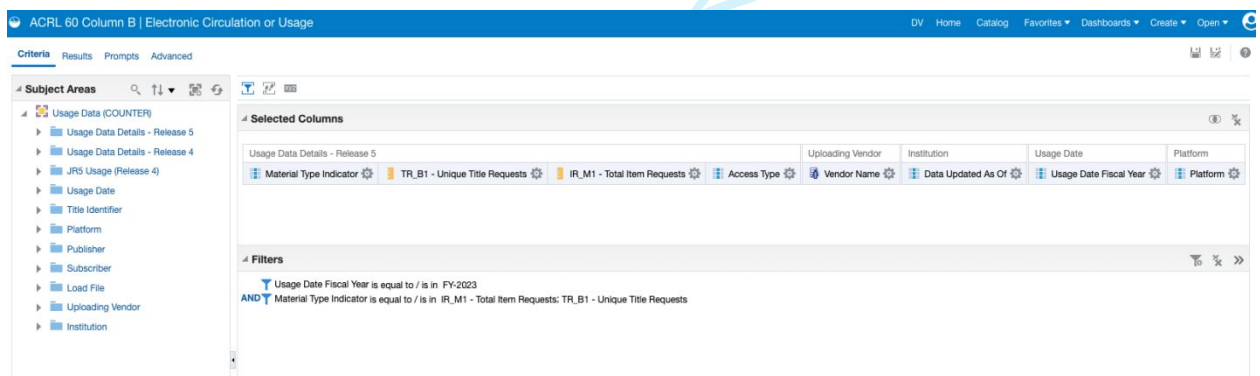 ACRL 60 Column B | Electronic Circulation or Usage
DV Home Catalog Favorites Dashboards Create Open
Criteria Results Prompts Advanced
Subject Areas
Usage Data (COUNTER)
Usage Data Details - Release 5
Usage Data Details - Release 4
JR5 Usage (Release 4)
Usage Date
Title Identifier
Platform
Publisher
Subscriber
Load File
Uploading Vendor
Institution
Selected Columns
Usage Data Details - Release 5 Uploading Vendor Institution Usage Date Platform
Material Type Indicator TR_B1 - Unique Title Requests IR_M1 - Total Item Requests Access Type Vendor Name Data Updated As Of Usage Date Fiscal Year Platform
Filters
Usage Date Fiscal Year is equal to / is in FY-2023
AND Material Type Indicator is equal to / is in IR_M1 - Total Item Requests; TR_B1 - Unique Title Requests